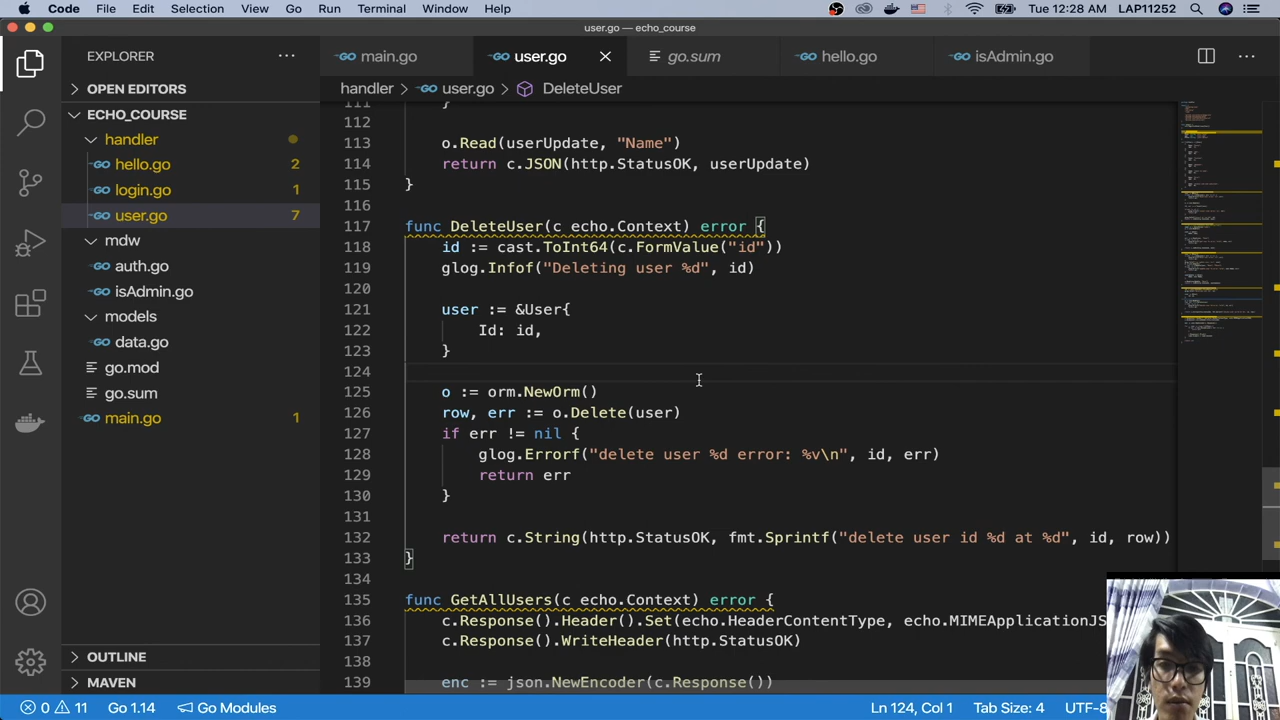 Code File Edit Selection View Go Run Terminal Window Help Tue 12:28 AM LAP11252
user.go — echo_course
EXPLORER
main.go user.go go.sum hello.go isAdmin.go
OPEN EDITORS
handler > user.go > DeleteUser
ECHO_COURSE
handler
hello.go 2
login.go 1
user.go 7
mdw
auth.go
isAdmin.go
models
data.go
go.mod
go.sum
main.go 1
OUTLINE
MAVEN
111 }
112
113 o.Read(userUpdate, "Name")
114 return c.JSON(http.StatusOK, userUpdate)
115 }
116
117 func DeleteUser(c echo.Context) error {
118 id := cast.ToInt64(c.FormValue("id"))
119 glog.Infof("Deleting user %d", id)
120
121 user := &User{
122 Id: id,
123 }
124
125 o := orm.NewOrm()
126 row, err := o.Delete(user)
127 if err != nil {
128 glog.Errorf("delete user %d error: %v\n", id, err)
129 return err
130 }
131
132 return c.String(http.StatusOK, fmt.Sprintf("delete user id %d at %d", id, row))
133 }
134
135 func GetAllUsers(c echo.Context) error {
136 c.Response().Header().Set(echo.HeaderContentType, echo.MIMEApplicationJS
137 c.Response().WriteHeader(http.StatusOK)
138
139 enc := json.NewEncoder(c.Response())
0 11 Go 1.14 Go Modules Ln 124, Col 1 Tab Size: 4 UTF-8